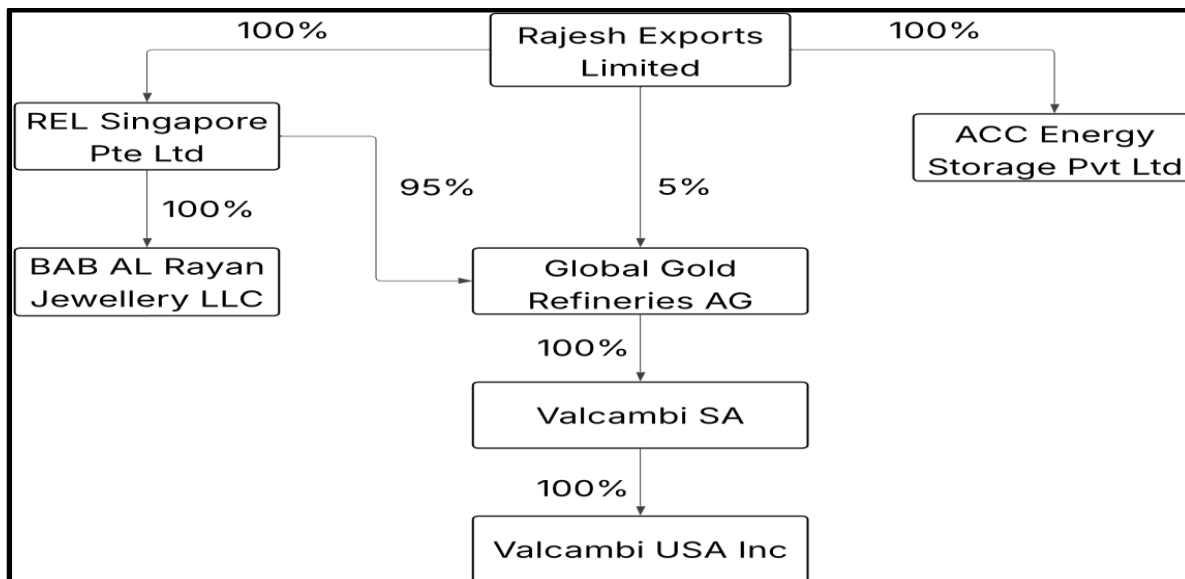 100%
Rajesh Exports
Limited
100%
REL Singapore
Pte Ltd
ACC Energy
Storage Pvt Ltd
95%
5%
100%
BAB AL Rayan
Jewellery LLC
Global Gold
Refineries AG
100%
Valcambi SA
100%
Valcambi USA Inc